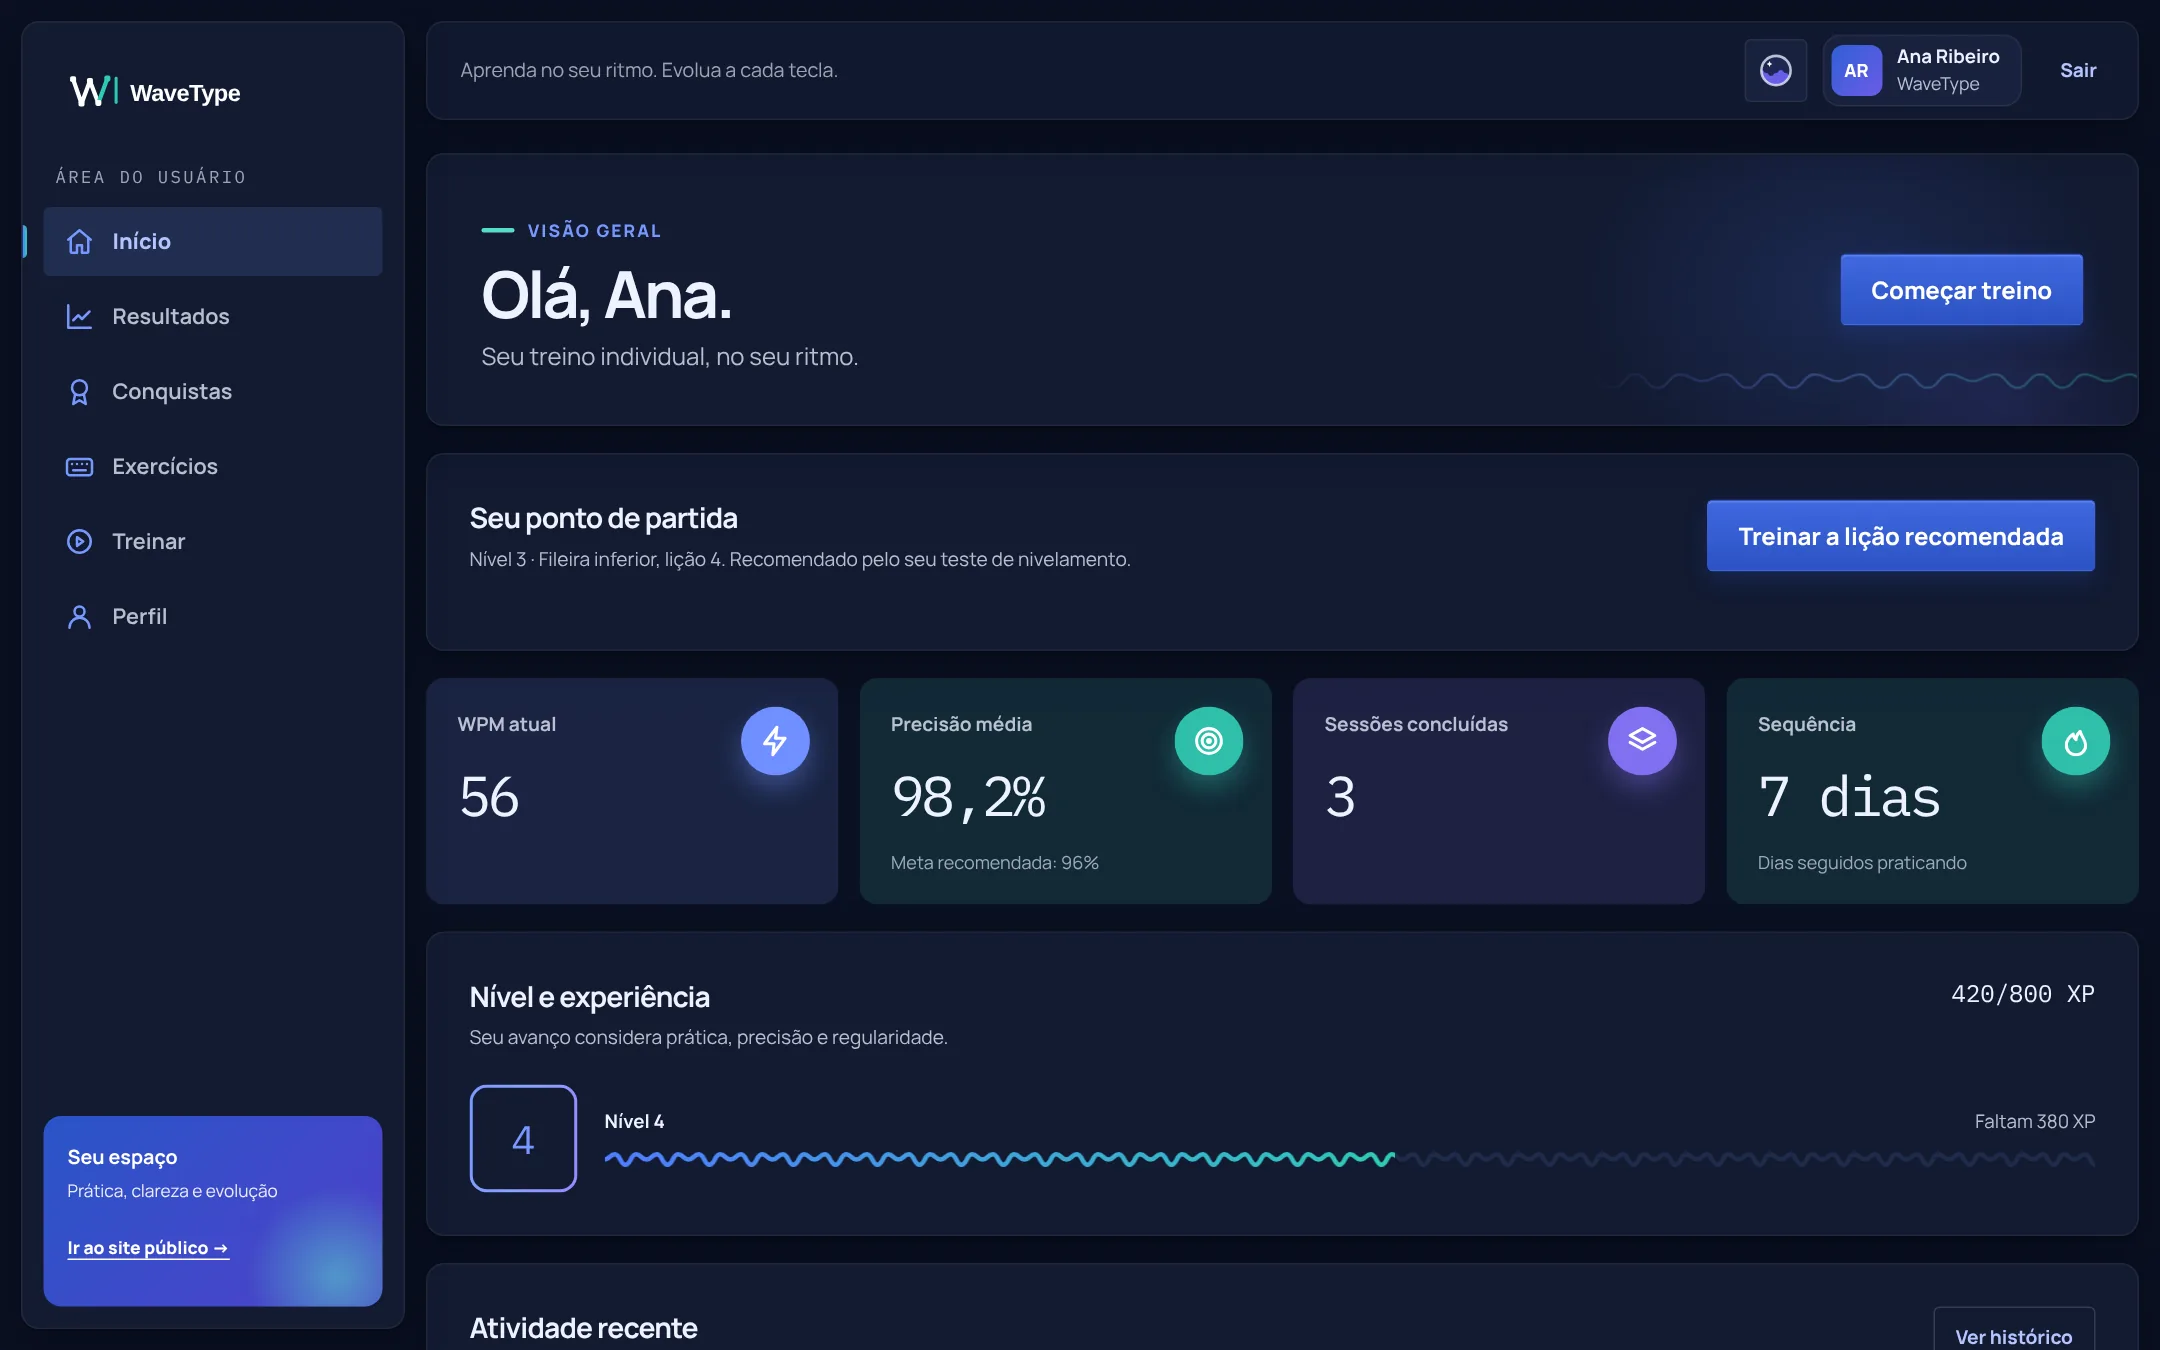 WaveType
ÁREA DO USUÁRIO
Início
Resultados
Conquistas
Exercícios
Treinar
Perfil
Seu espaço
Prática, clareza e evolução
Ir ao site público →
Aprenda no seu ritmo. Evolua a cada tecla.
AR
Ana Ribeiro
WaveType
Sair
VISÃO GERAL
Olá, Ana.
Seu treino individual, no seu ritmo.
Começar treino
Seu ponto de partida
Nível 3 · Fileira inferior, lição 4. Recomendado pelo seu teste de nivelamento.
Treinar a lição recomendada
WPM atual
56
Precisão média
98,2%
Meta recomendada: 96%
Sessões concluídas
3
Sequência
7 dias
Dias seguidos praticando
Nível e experiência
Seu avanço considera prática, precisão e regularidade.
420/800 XP
4
Nível 4
Faltam 380 XP
Atividade recente
Ver histórico